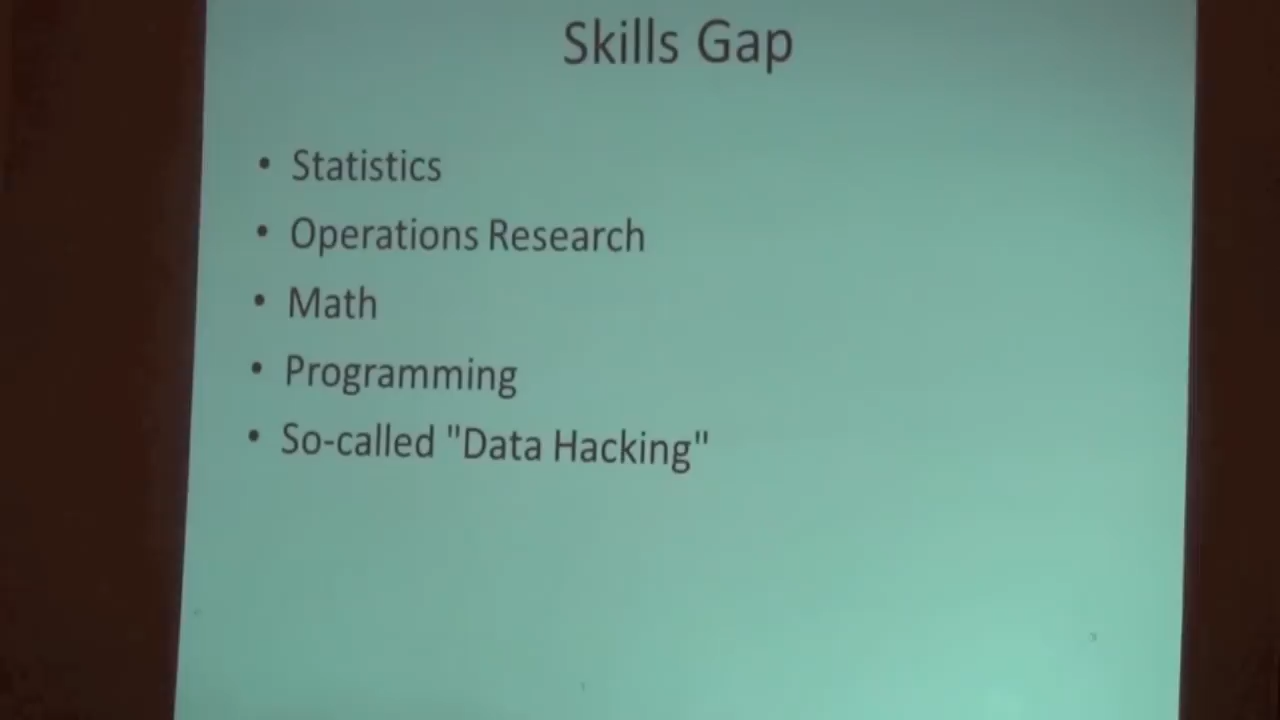 Skills Gap
• Statistics
• Operations Research
• Math
• Programming
• So-called "Data Hacking"